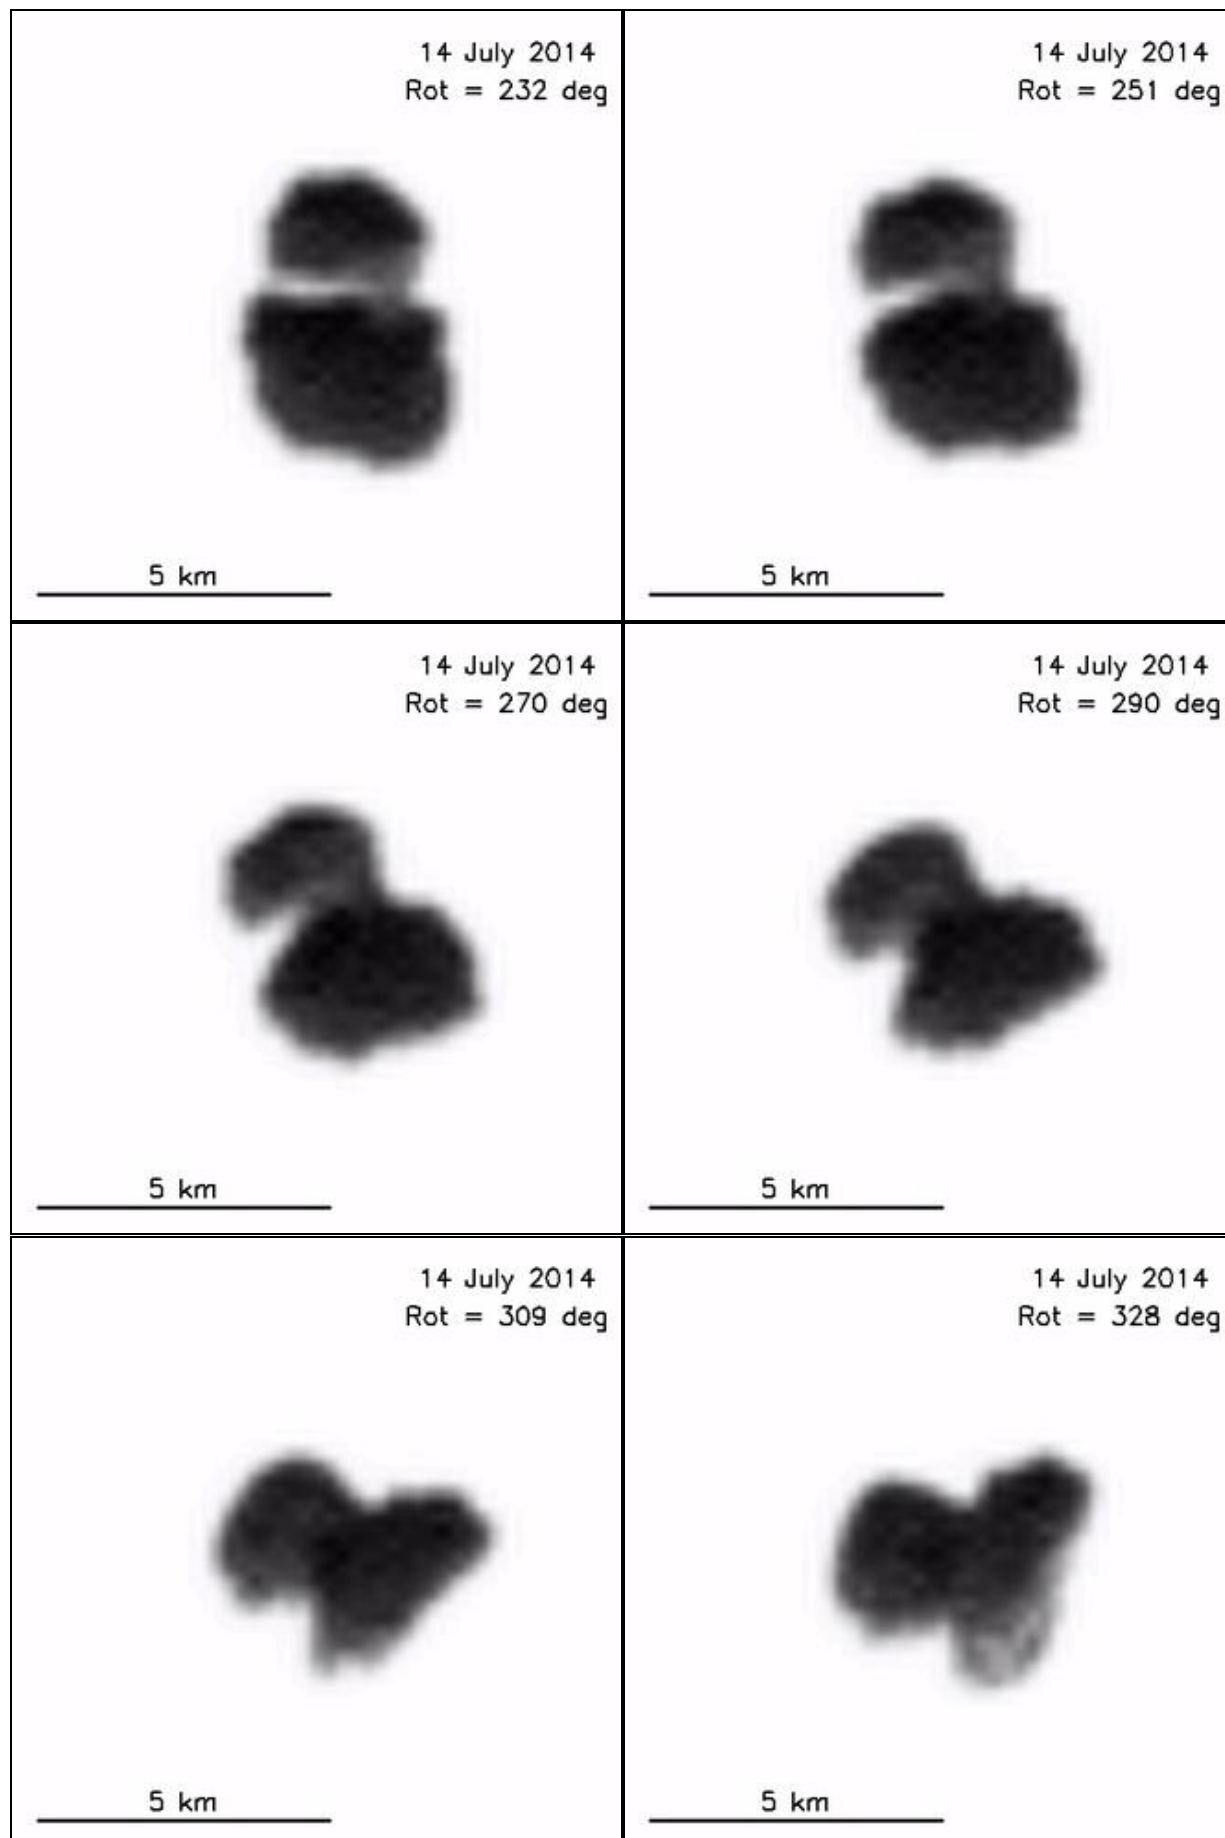 14 July 2014
Rot = 232 deg
5 km
14 July 2014
Rot = 251 deg
5 km
14 July 2014
Rot = 270 deg
5 km
14 July 2014
Rot = 290 deg
5 km
14 July 2014
Rot = 309 deg
5 km
14 July 2014
Rot = 328 deg
5 km